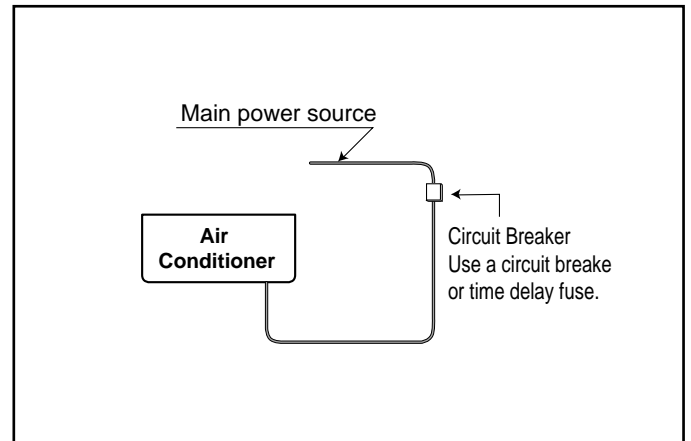 Main power source
Air
Conditioner
Circuit Breaker
Use a circuit breake
or time delay fuse.